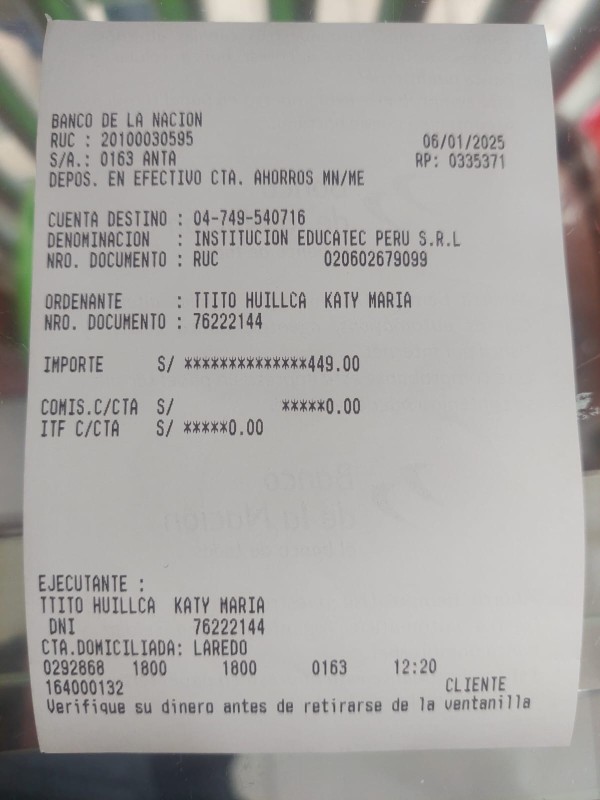 BANCO DE LA NACION
RUC : 20100030595 06/01/2025
S/A.: 0163 ANTA RP: 0335371
DEPOS. EN EFECTIVO CTA. AHORROS MN/ME
CUENTA DESTINO : 04-749-540716
DENOMINACION : INSTITUCION EDUCATEC PERU S.R.L
NRO. DOCUMENTO : RUC 020602679099
ORDENANTE : TTITO HUILLCA KATY MARIA
NRO. DOCUMENTO : 76222144
IMPORTE S/ **************449.00
COMIS.C/CTA S/ *****0.00
ITF C/CTA S/ *****0.00
Banco
de la Nación
EJECUTANTE :
TTITO HUILLCA KATY MARIA
DNI 76222144
CTA.DOMICILIADA: LAREDO
0292868 1800 1800 0163 12:20
164000132 CLIENTE
Verifique su dinero antes de retirarse de la ventanilla